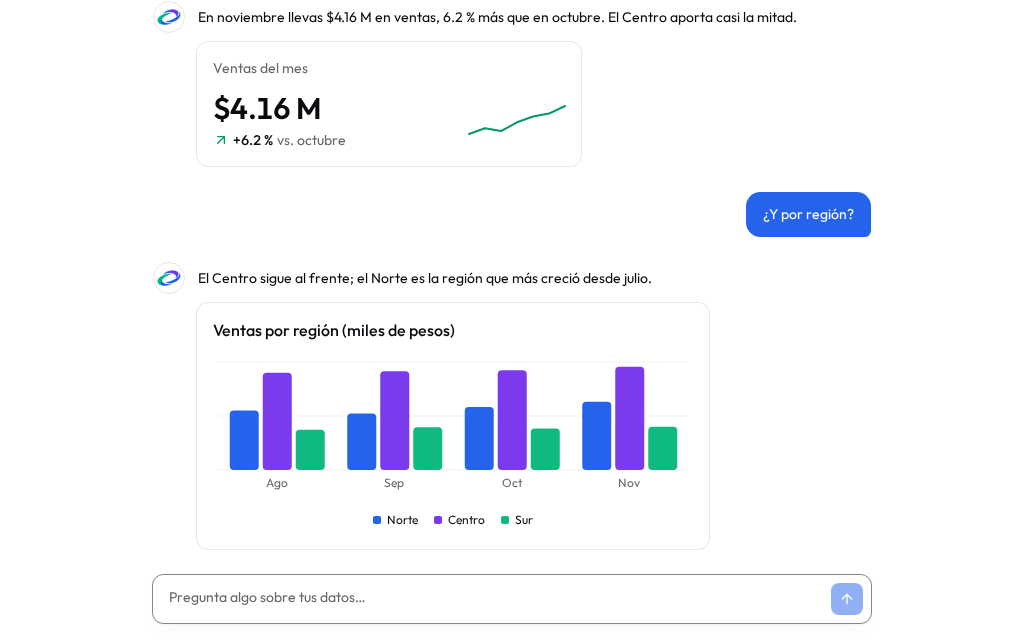 En noviembre llevas $4.16 M en ventas, 6.2 % más que en octubre. El Centro aporta casi la mitad.
Ventas del mes
$4.16 M
+6.2 % vs. octubre
¿Y por región?
El Centro sigue al frente; el Norte es la región que más creció desde julio.
Ventas por región (miles de pesos)
Ago Sep Oct Nov
Norte Centro Sur
Pregunta algo sobre tus datos...